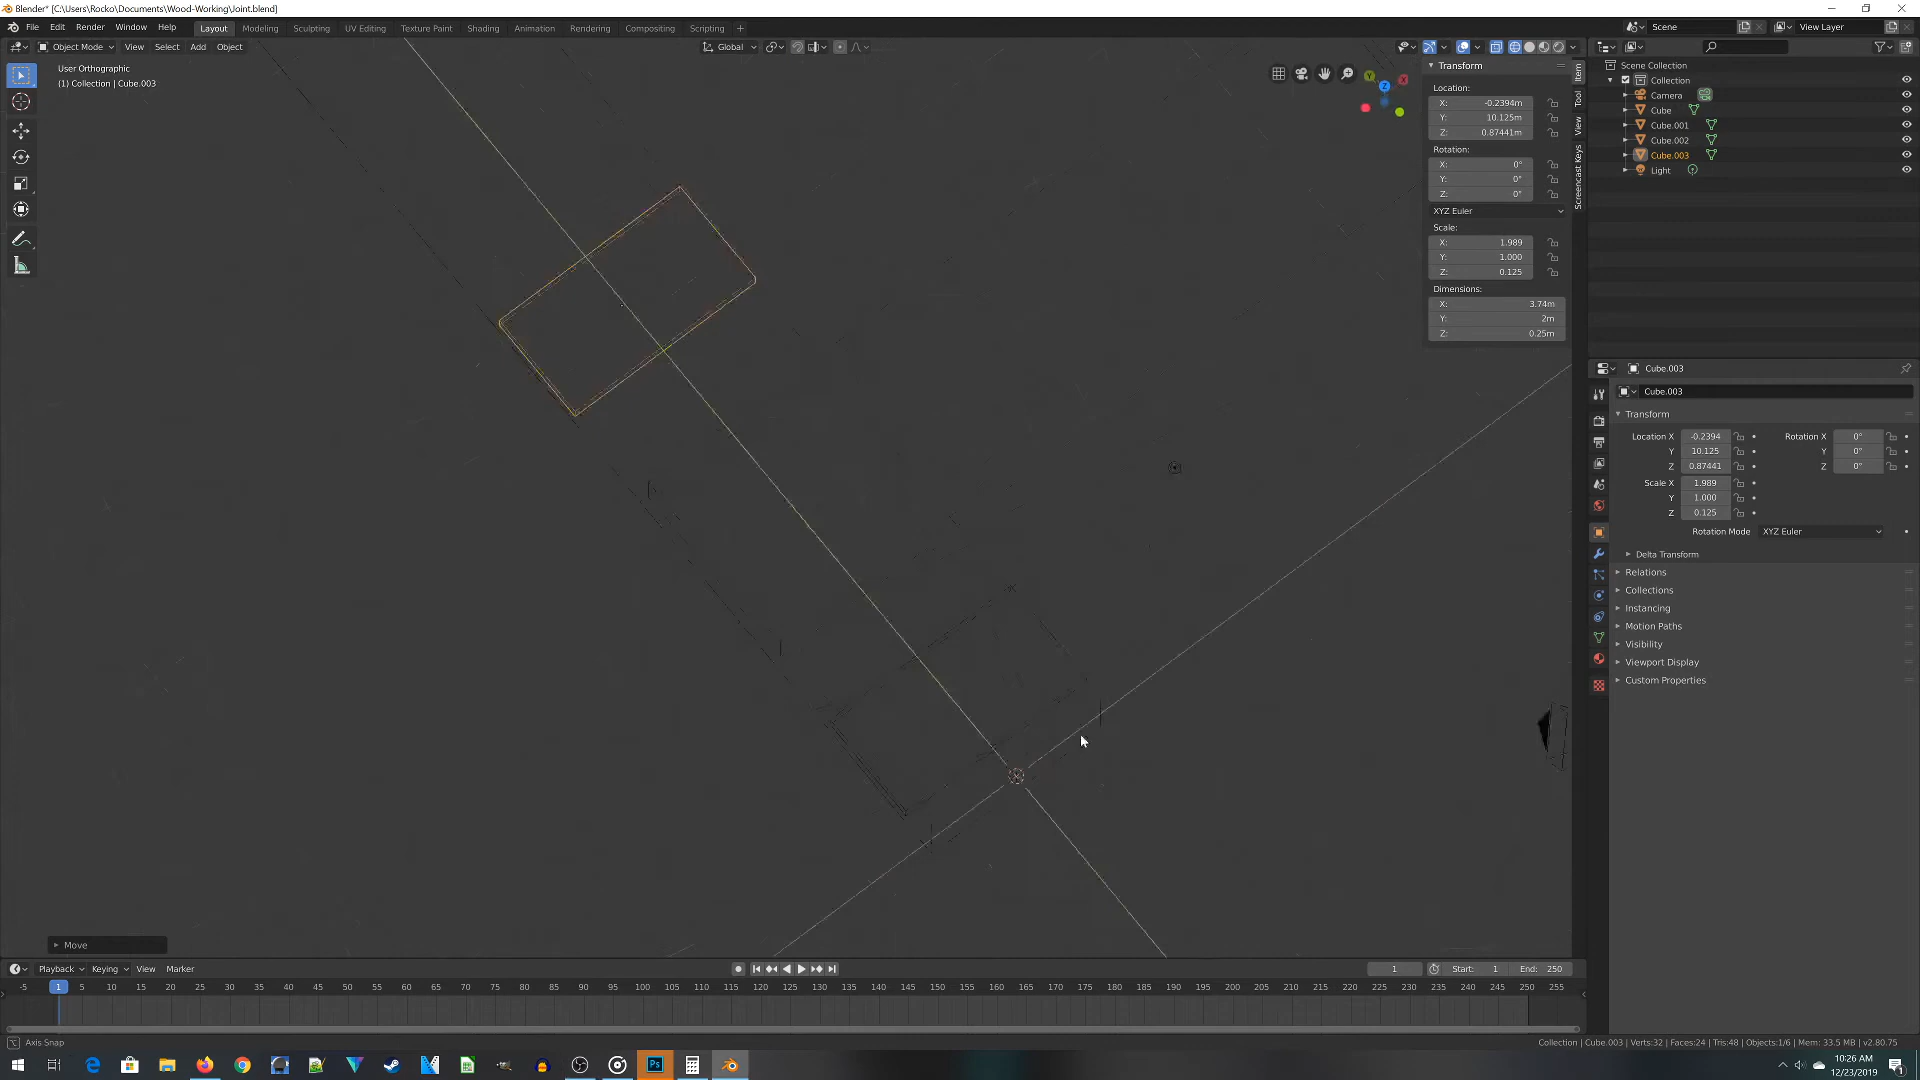 Blender* [C:\Users\Rocko\Documents\Wood-Working\Joint.blend]
File Edit Render Window Help Layout Modeling Sculpting UV Editing Texture Paint Shading Animation Rendering Compositing Scripting + Scene View Layer
Object Mode View Select Add Object Global
User Orthographic
(1) Collection | Cube.003
Z
X
Y
Transform
Location:
X: -0.2394m
Y: 10.125m
Z: 0.87441m
Rotation:
X: 0°
Y: 0°
Z: 0°
XYZ Euler
Scale:
X: 1.989
Y: 1.000
Z: 0.125
Dimensions:
X: 3.74m
Y: 2m
Z: 0.25m
Item
Tool
View
Screencast Keys
Scene Collection
Collection
Camera
Cube
Cube.001
Cube.002
Cube.003
Light
Cube.003
Cube.003
Transform
Location X -0.2394 Rotation X 0°
Y 10.125 Y 0°
Z 0.87441 Z 0°
Scale X 1.989
Y 1.000
Z 0.125
Rotation Mode XYZ Euler
Delta Transform
Relations
Collections
Instancing
Motion Paths
Visibility
Viewport Display
Custom Properties
Move
Playback Keying View Marker 1 Start: 1 End: 250
-5 1 5 10 15 20 25 30 35 40 45 50 55 60 65 70 75 80 85 90 95 100 105 110 115 120 125 130 135 140 145 150 155 160 165 170 175 180 185 190 195 200 205 210 215 220 225 230 235 240 245 250 255
Axis Snap
Collection | Cube.003 | Verts:32 | Faces:24 | Tris:48 | Objects:1/6 | Mem: 33.5 MB | v2.80.75
Ps
10:26 AM
12/23/2019
1